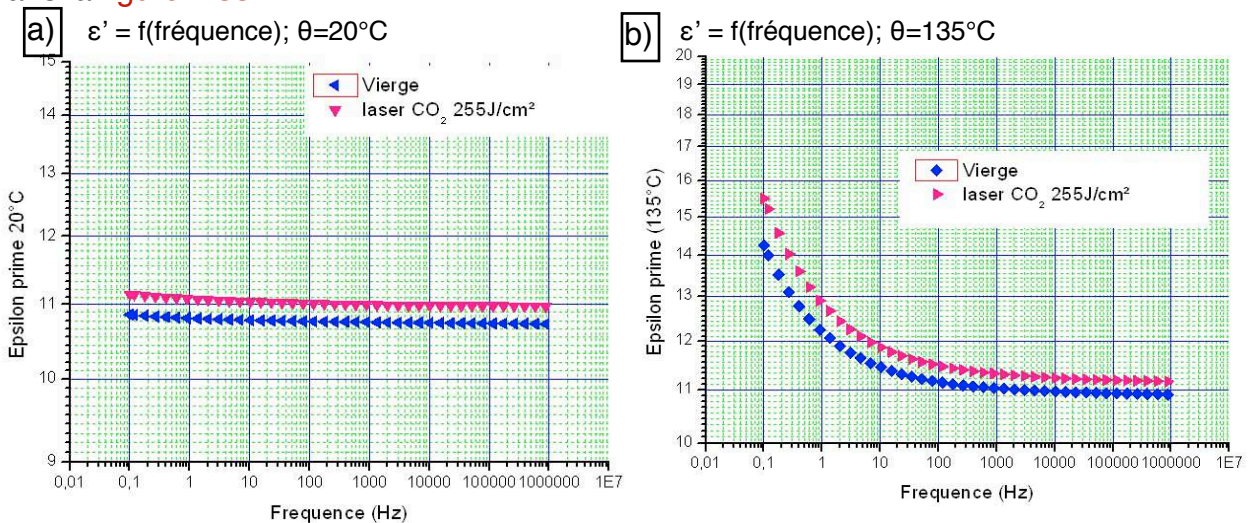 a) ε' = f(fréquence); θ=20°C
15
14
13
12
11
10
9
Epsilon prime 20°C
Vierge
laser CO2 255J/cm²
0,01 0,1 1 10 100 1000 10000 100000 1000000 1E7
Frequence (Hz)
b) ε' = f(fréquence); θ=135°C
20
19
18
17
16
15
14
13
12
11
10
Epsilon prime (135°C)
Vierge
laser CO2 255J/cm²
0,01 0,1 1 10 100 1000 10000 100000 1000000 1E7
Frequence (Hz)